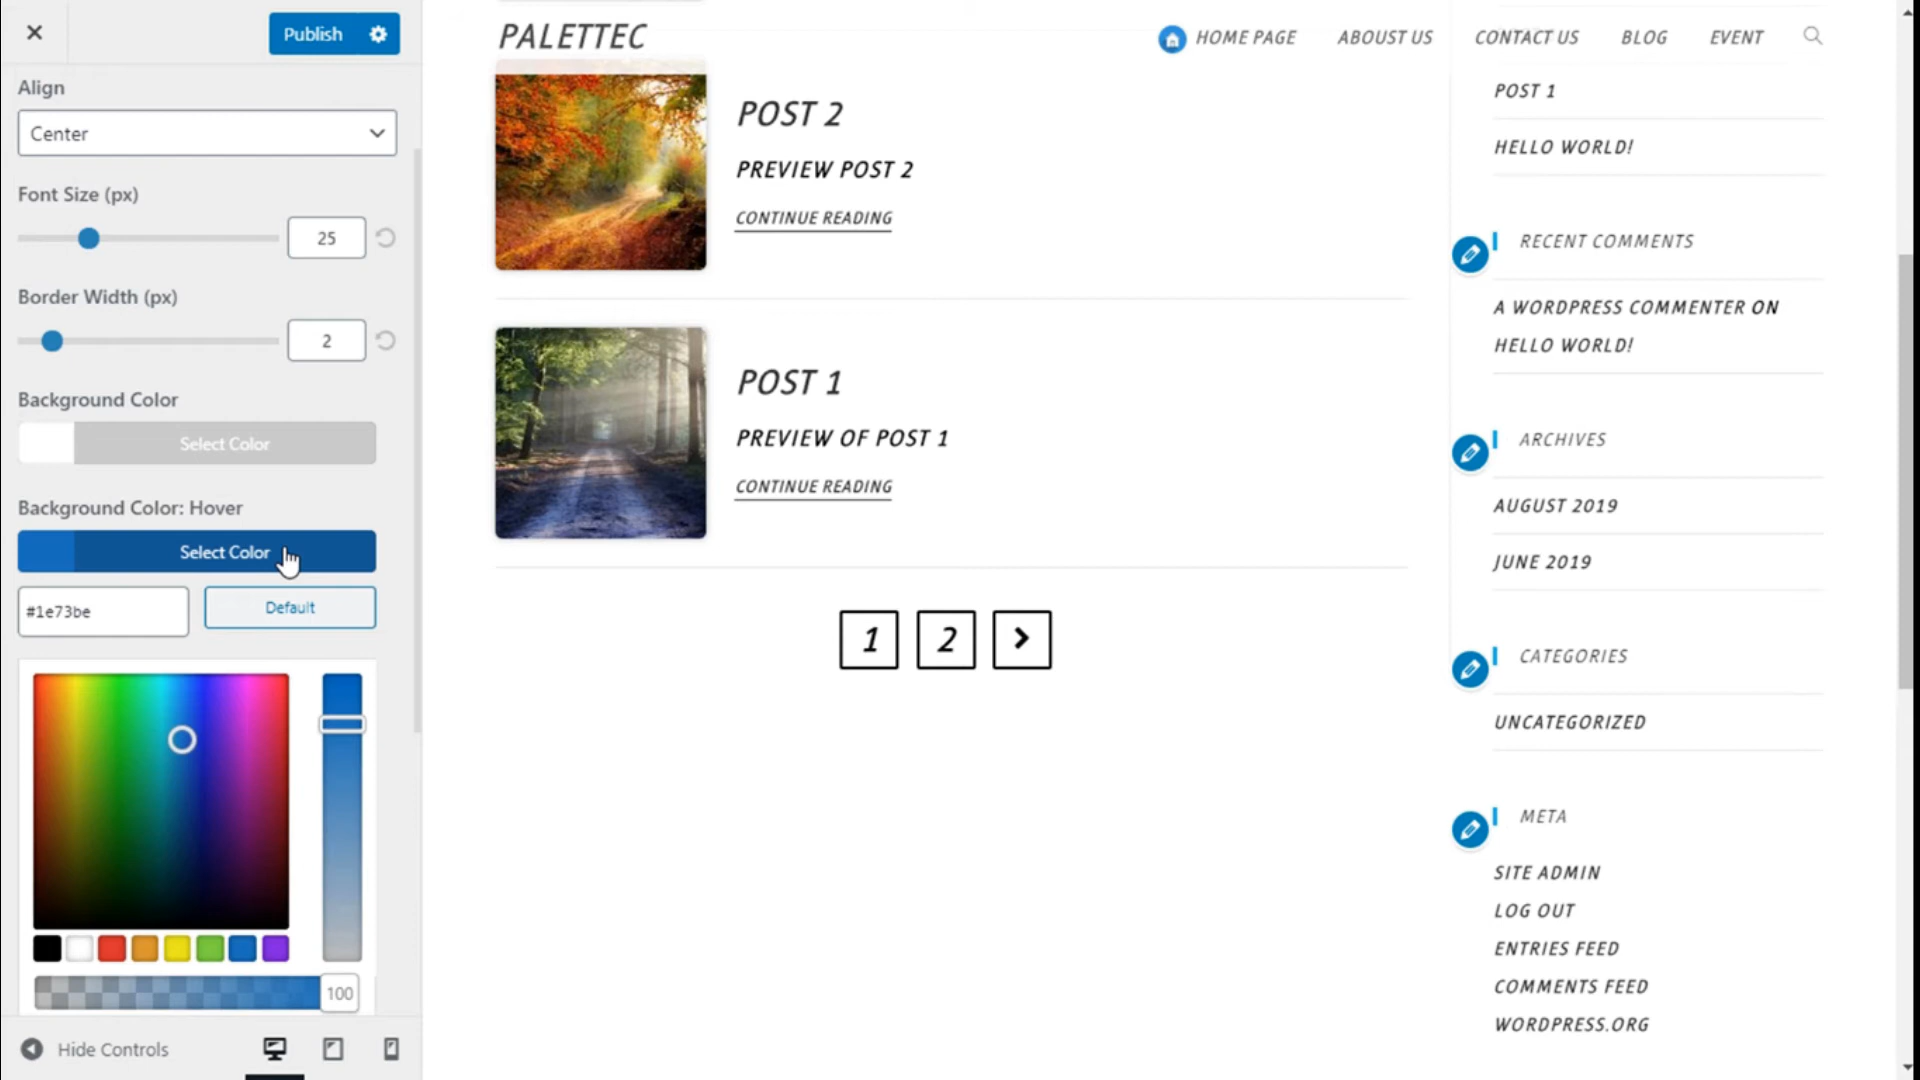 Publish
Align
Center
Font Size (px)
25
Border Width (px)
2
Background Color
Select Color
Background Color: Hover
Select Color
#1e73be
Default
100
Hide Controls
PALETTEC
HOME PAGE
ABOUST US
CONTACT US
BLOG
EVENT
POST 2
PREVIEW POST 2
CONTINUE READING
POST 1
PREVIEW OF POST 1
CONTINUE READING
1
2
POST 1
HELLO WORLD!
RECENT COMMENTS
A WORDPRESS COMMENTER ON
HELLO WORLD!
ARCHIVES
AUGUST 2019
JUNE 2019
CATEGORIES
UNCATEGORIZED
META
SITE ADMIN
LOG OUT
ENTRIES FEED
COMMENTS FEED
WORDPRESS.ORG